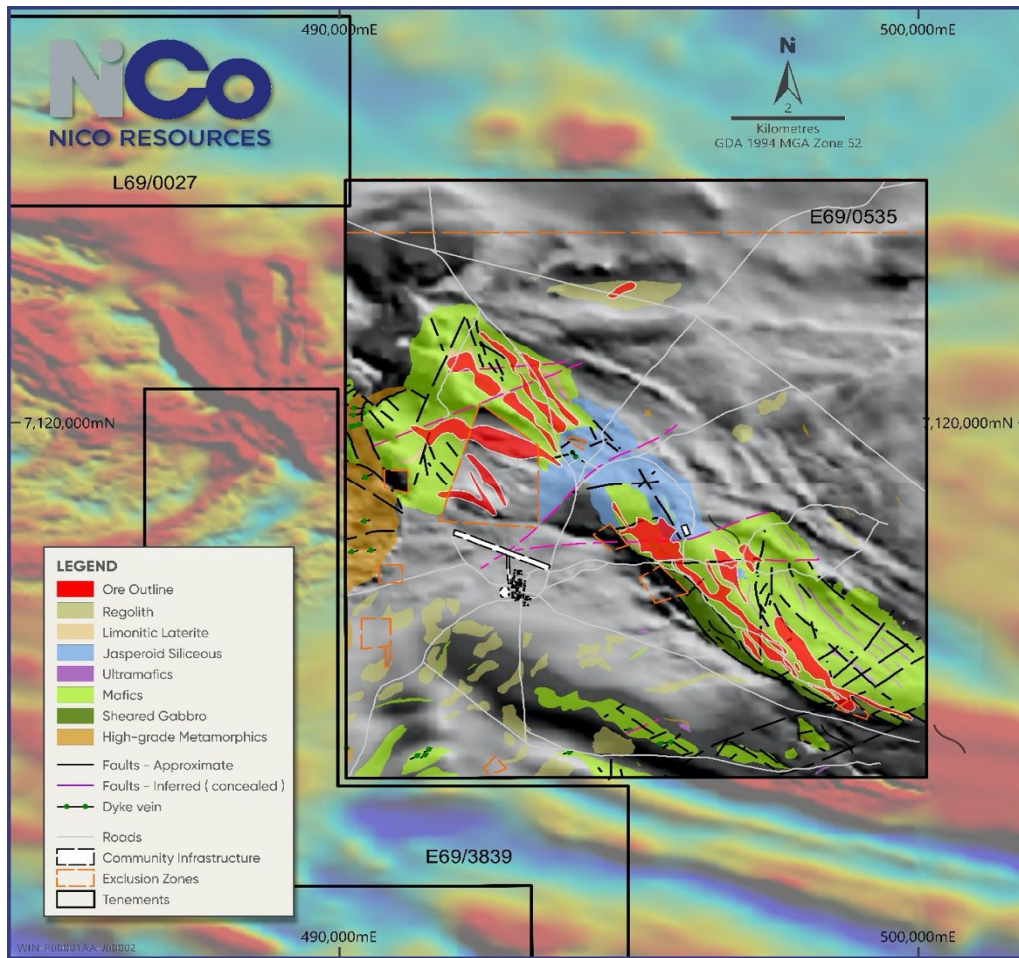 490,000mE
500,000mE
NiCo
NICO RESOURCES
L69/0027
N
2
Kilometres
GDA 1994 MGA Zone 52
E69/0535
7,120,000mN
7,120,000mN
LEGEND
Ore Outline
Regolith
Limonitic Laterite
Jasperoid Siliceous
Ultramafics
Mafics
Sheared Gabbro
High-grade Metamorphics
Faults - Approximate
Faults - Inferred ( concealed )
Dyke vein
Roads
Community Infrastructure
Exclusion Zones
Tenements
E69/3839
490,000mE
500,000mE